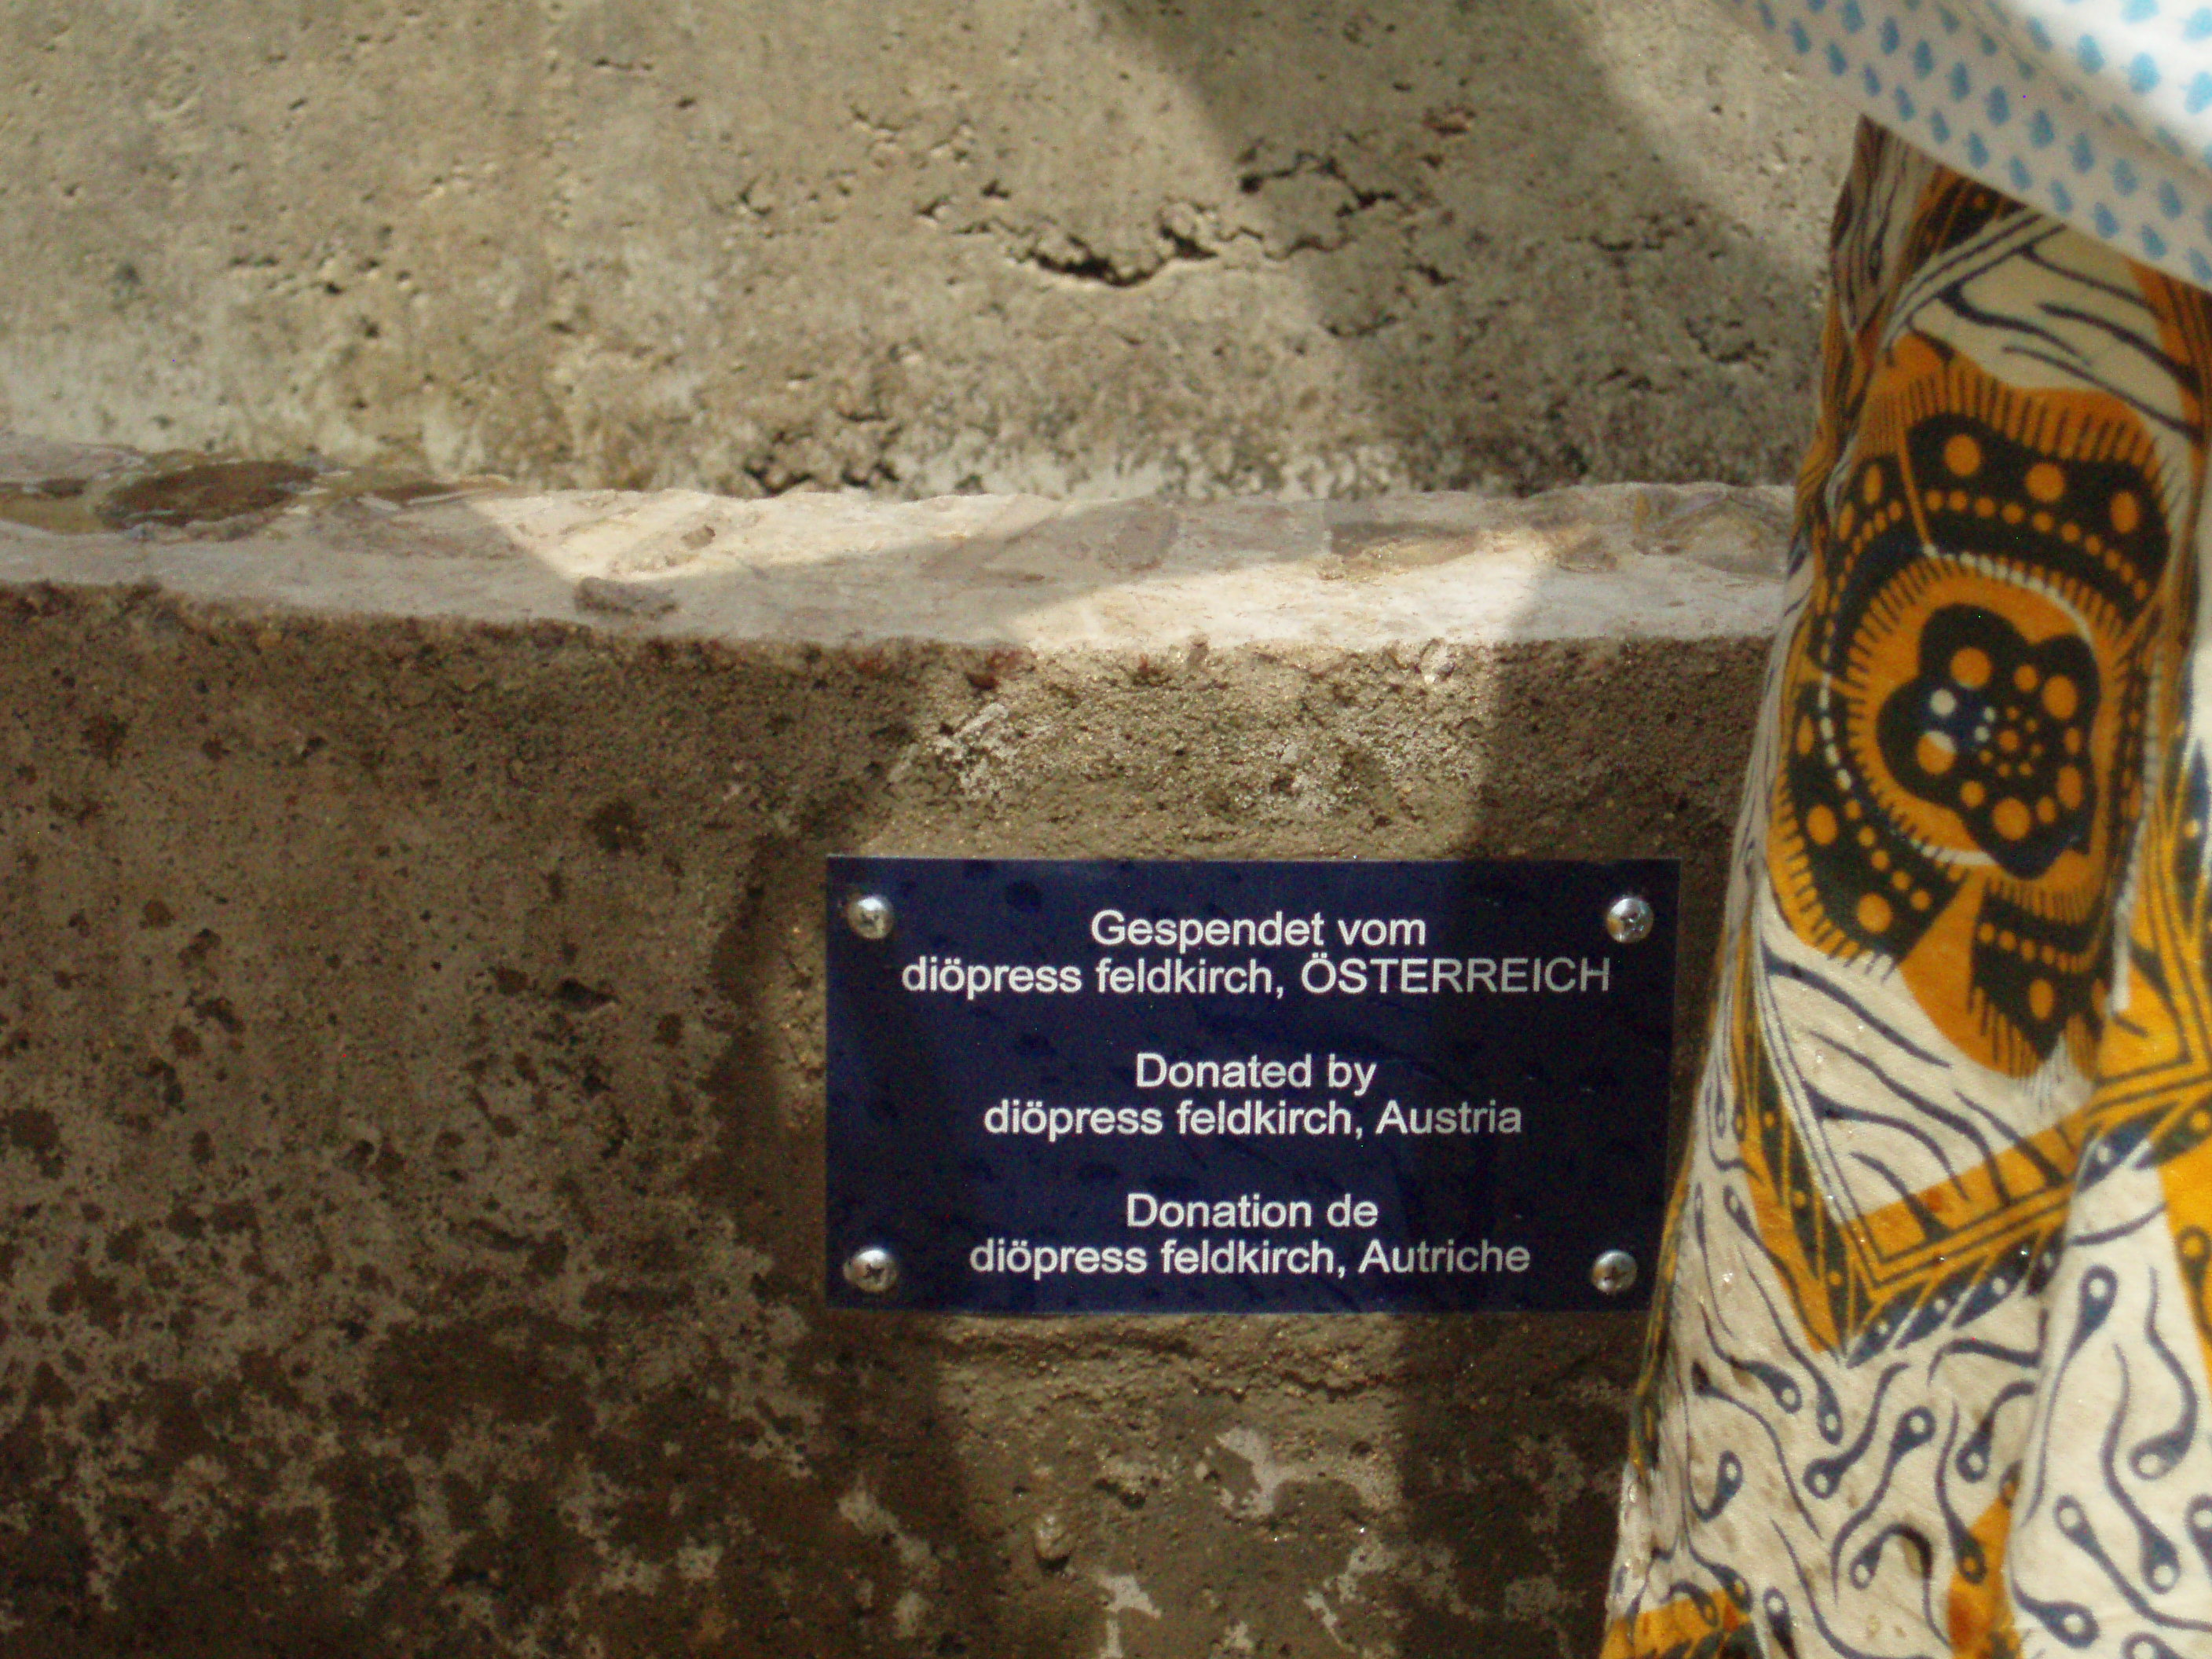 Gespendet vom
diöpress feldkirch, ÖSTERREICH
Donated by
diöpress feldkirch, Austria
Donation de
diöpress feldkirch, Autriche